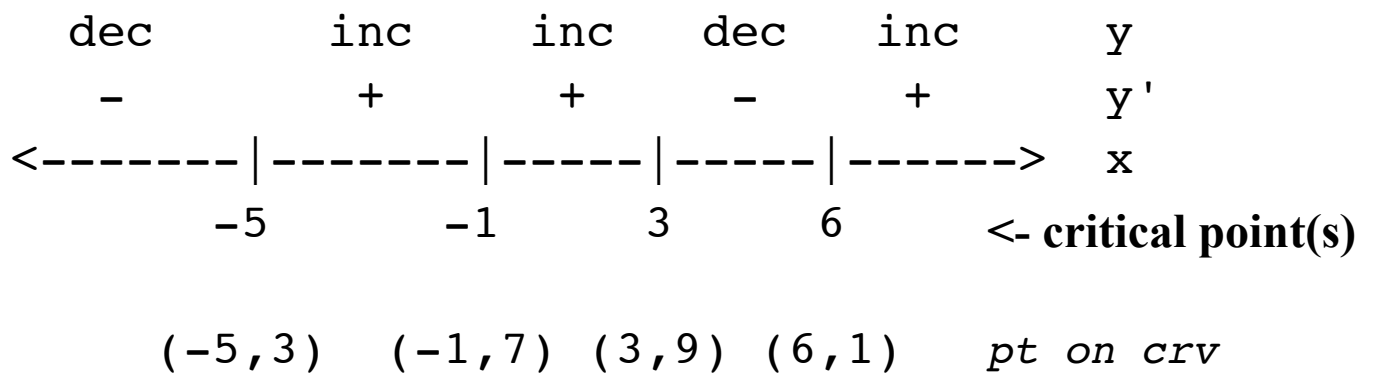 dec inc inc dec inc y
- + + - + y'
<-------|-------|-----|-----|------> x
-5 -1 3 6 <- critical point(s)
(-5,3) (-1,7) (3,9) (6,1) pt on crv